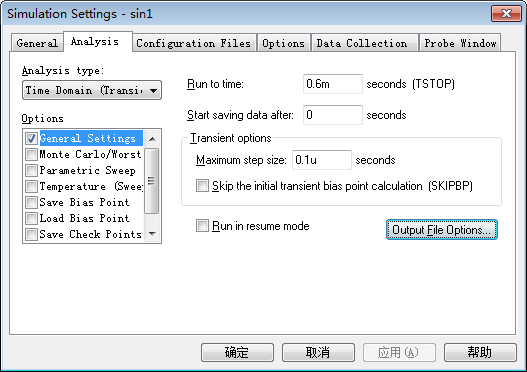 Simulation Settings - sin1
General Analysis Configuration Files Options Data Collection Probe Window
Analysis type:
Time Domain (Transi
Options
General Settings
Monte Carlo/Worst
Parametric Sweep
Temperature (Swee
Save Bias Point
Load Bias Point
Save Check Points
Run to time: 0.6m seconds (TSTOP)
Start saving data after: 0 seconds
Transient options
Maximum step size: 0.1u seconds
Skip the initial transient bias point calculation (SKIPBP)
Run in resume mode
Output File Options...
确定 取消 应用(A) 帮助